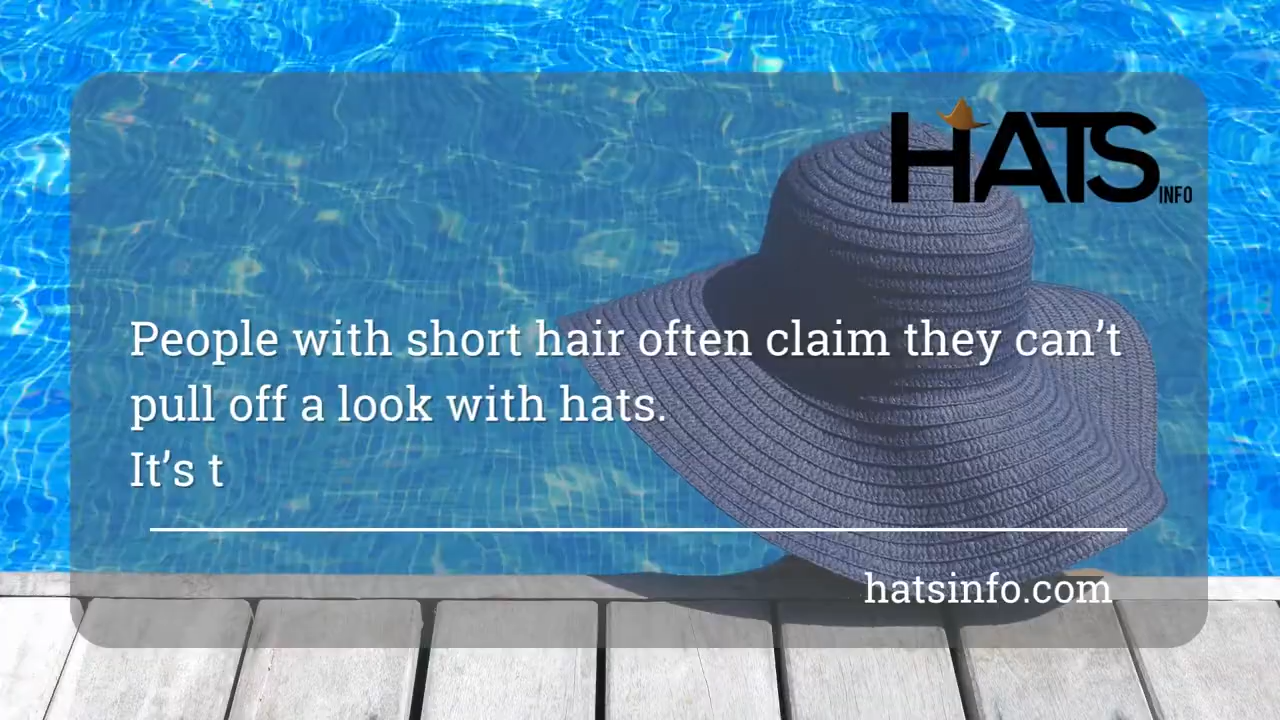 HATS INFO
People with short hair often claim they can’t
pull off a look with hats.
It’s t
hatsinfo.com